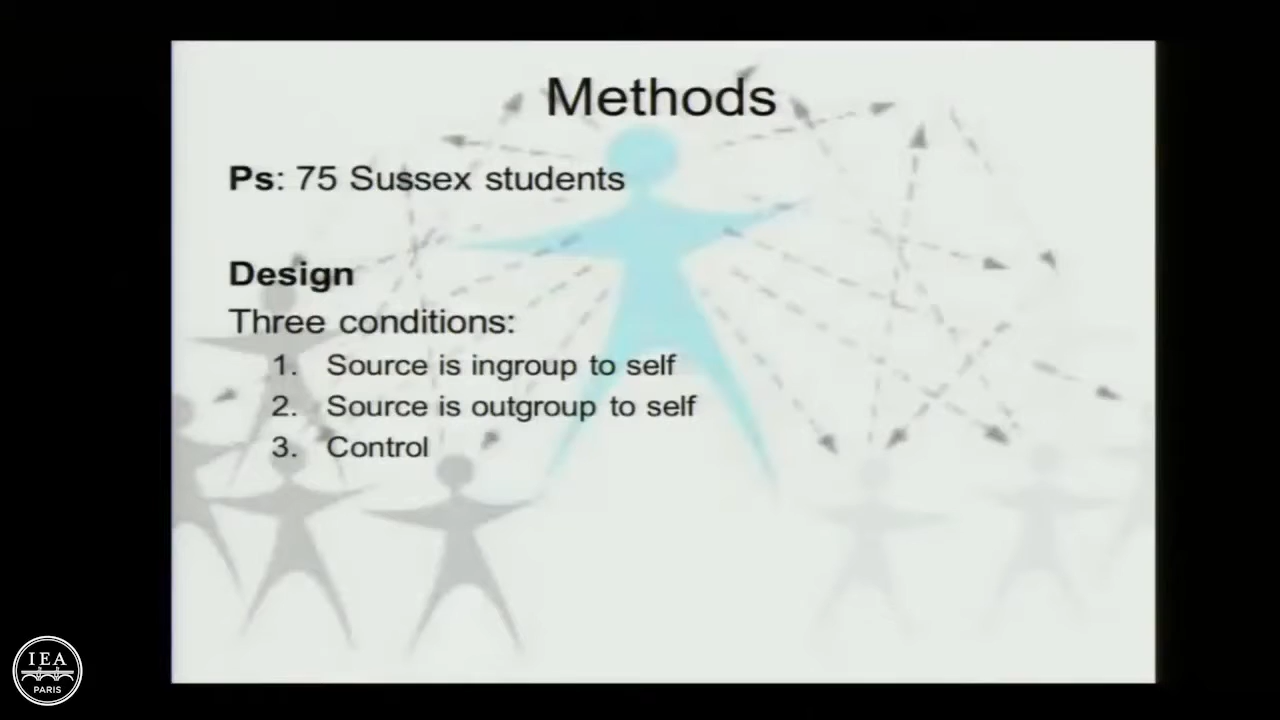 Methods
Ps: 75 Sussex students
Design
Three conditions:
1. Source is ingroup to self
2. Source is outgroup to self
3. Control
IEA
PARIS